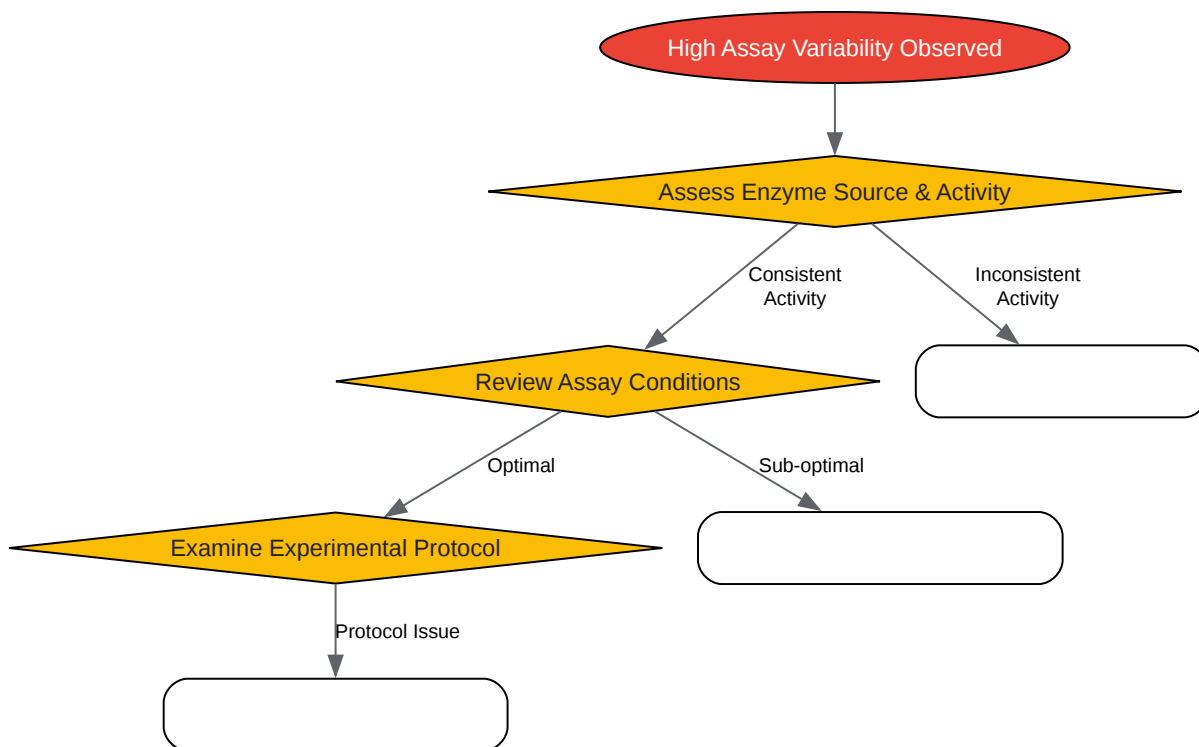 High Assay Variability Observed
Assess Enzyme Source & Activity
Consistent
Activity
Inconsistent
Activity
Review Assay Conditions
Optimal
Sub-optimal
Examine Experimental Protocol
Protocol Issue